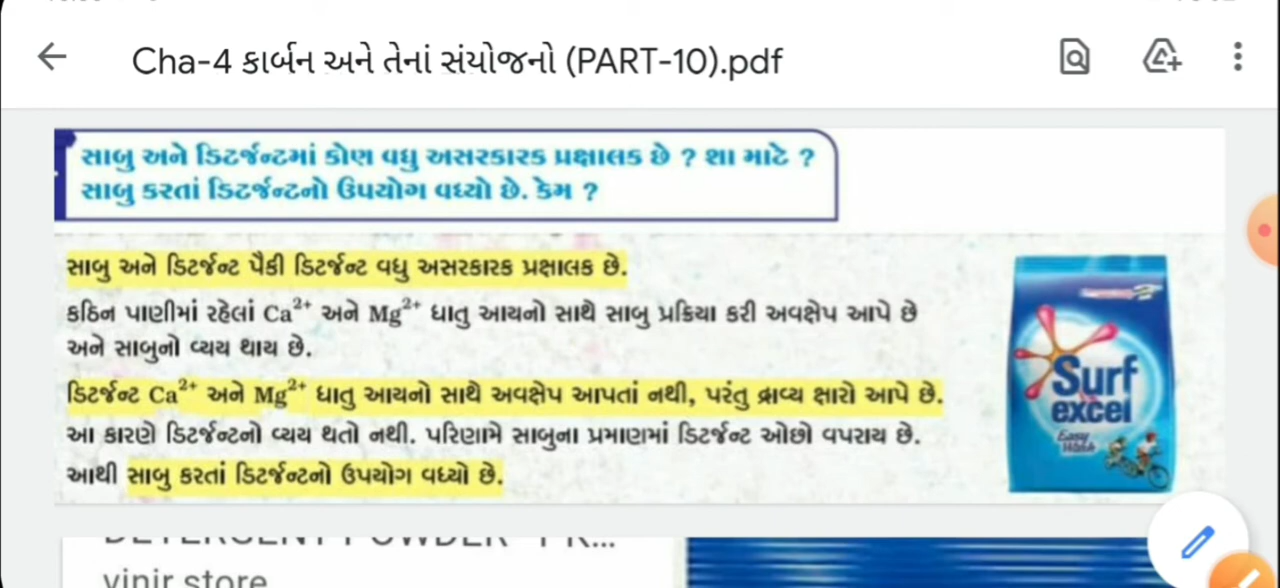 Cha-4 કાર્બન અને તેનાં સંયોજનો (PART-10).pdf
સાબુ અને ડિટર્જન્ટમાં કોણ વધુ અસરકારક પ્રક્ષાલક છે ? શા માટે ?
સાબુ કરતાં ડિટર્જન્ટનો ઉપયોગ વધ્યો છે. કેમ ?
સાબુ અને ડિટર્જન્ટ પૈકી ડિટર્જન્ટ વધુ અસરકારક પ્રક્ષાલક છે.
કઠિન પાણીમાં રહેલાં Ca²⁺ અને Mg²⁺ ધાતુ આયનો સાથે સાબુ પ્રક્રિયા કરી અવક્ષેપ આપે છે
અને સાબુનો વ્યય થાય છે.
ડિટર્જન્ટ Ca²⁺ અને Mg²⁺ ધાતુ આયનો સાથે અવક્ષેપ આપતાં નથી, પરંતુ દ્રાવ્ય ક્ષારો આપે છે.
આ કારણે ડિટર્જન્ટનો વ્યય થતો નથી. પરિણામે સાબુના પ્રમાણમાં ડિટર્જન્ટ ઓછો વપરાય છે.
આથી સાબુ કરતાં ડિટર્જન્ટનો ઉપયોગ વધ્યો છે.
Surf
excel
Easy
Wash
vinir store